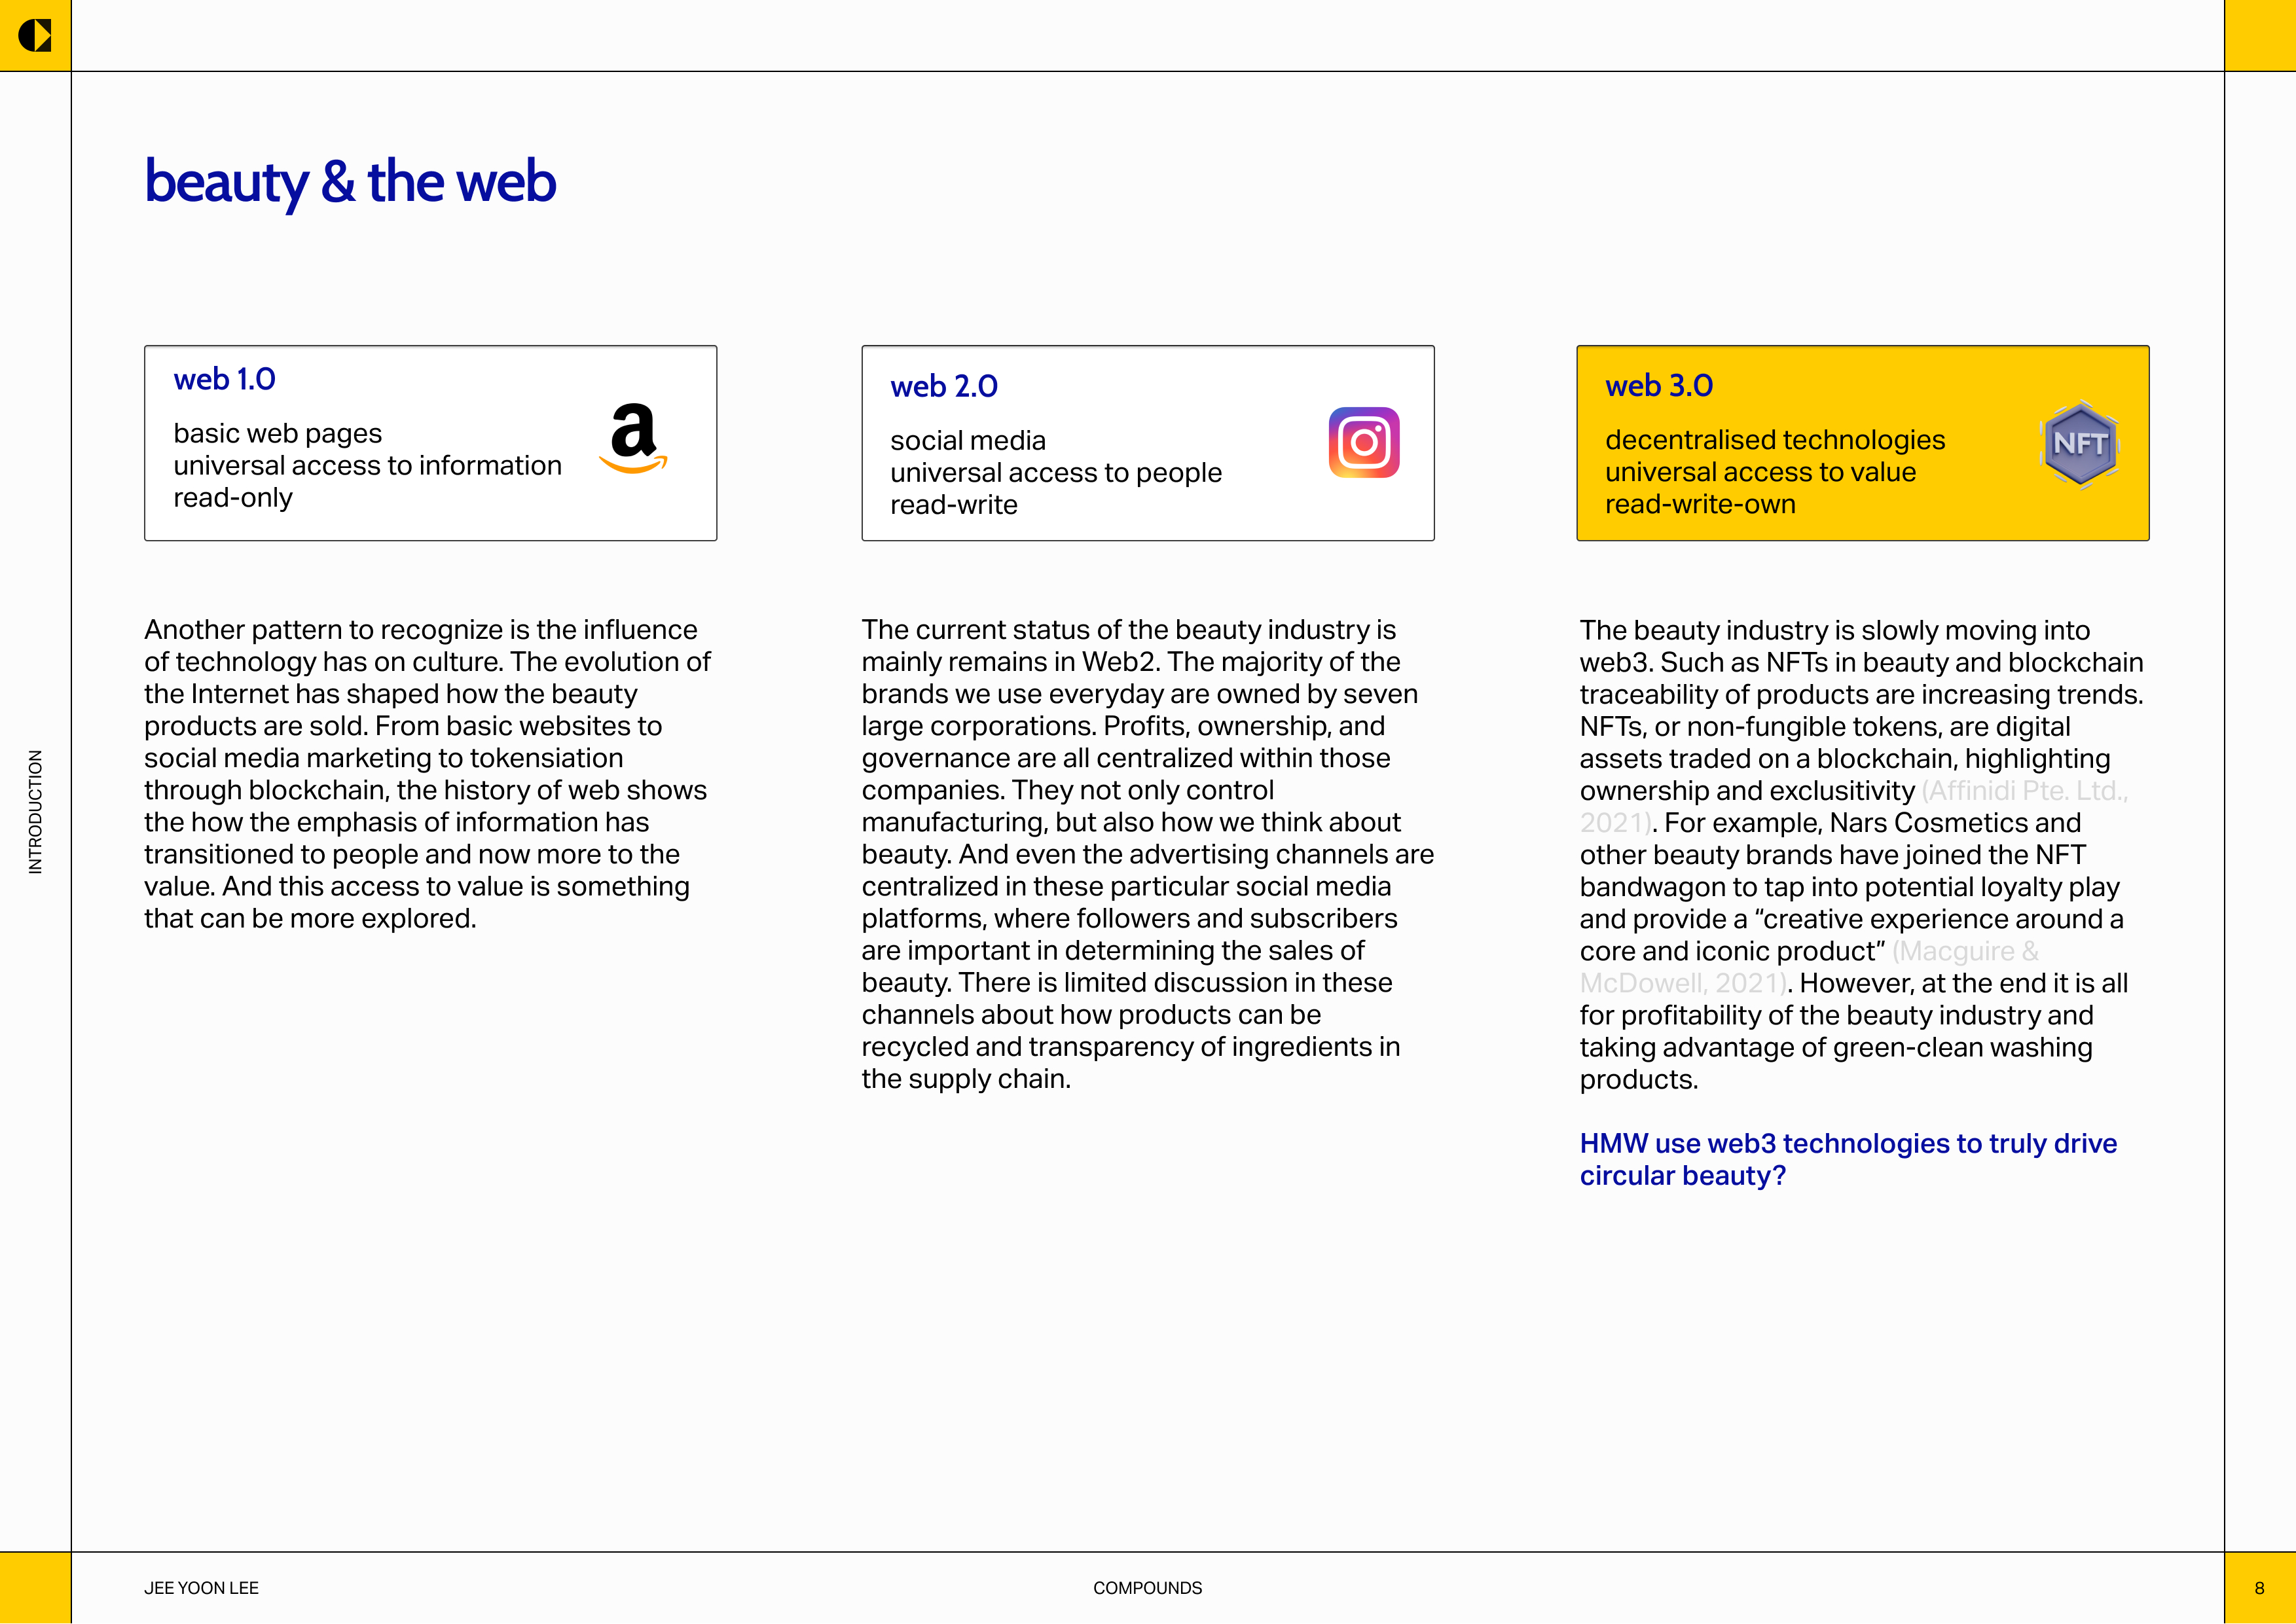 beauty & the web
web 1.0
basic web pages
universal access to information
read-only
a
Another pattern to recognize is the influence
of technology has on culture. The evolution of
the Internet has shaped how the beauty
products are sold. From basic websites to
social media marketing to tokensiation
through blockchain, the history of web shows
the how the emphasis of information has
transitioned to people and now more to the
value. And this access to value is something
that can be more explored.
web 2.0
social media
universal access to people
read-write
The current status of the beauty industry is
mainly remains in Web2. The majority of the
brands we use everyday are owned by seven
large corporations. Profits, ownership, and
governance are all centralized within those
companies. They not only control
manufacturing, but also how we think about
beauty. And even the advertising channels are
centralized in these particular social media
platforms, where followers and subscribers
are important in determining the sales of
beauty. There is limited discussion in these
channels about how products can be
recycled and transparency of ingredients in
the supply chain.
web 3.0
decentralised technologies
universal access to value
read-write-own
NFT
The beauty industry is slowly moving into
web3. Such as NFTs in beauty and blockchain
traceability of products are increasing trends.
NFTs, or non-fungible tokens, are digital
assets traded on a blockchain, highlighting
ownership and exclusitivity (Affinidi Pte. Ltd.,
2021). For example, Nars Cosmetics and
other beauty brands have joined the NFT
bandwagon to tap into potential loyalty play
and provide a “creative experience around a
core and iconic product” (Macguire &
McDowell, 2021). However, at the end it is all
for profitability of the beauty industry and
taking advantage of green-clean washing
products.
HMW use web3 technologies to truly drive
circular beauty?
INTRODUCTION
JEE YOON LEE
COMPOUNDS
8